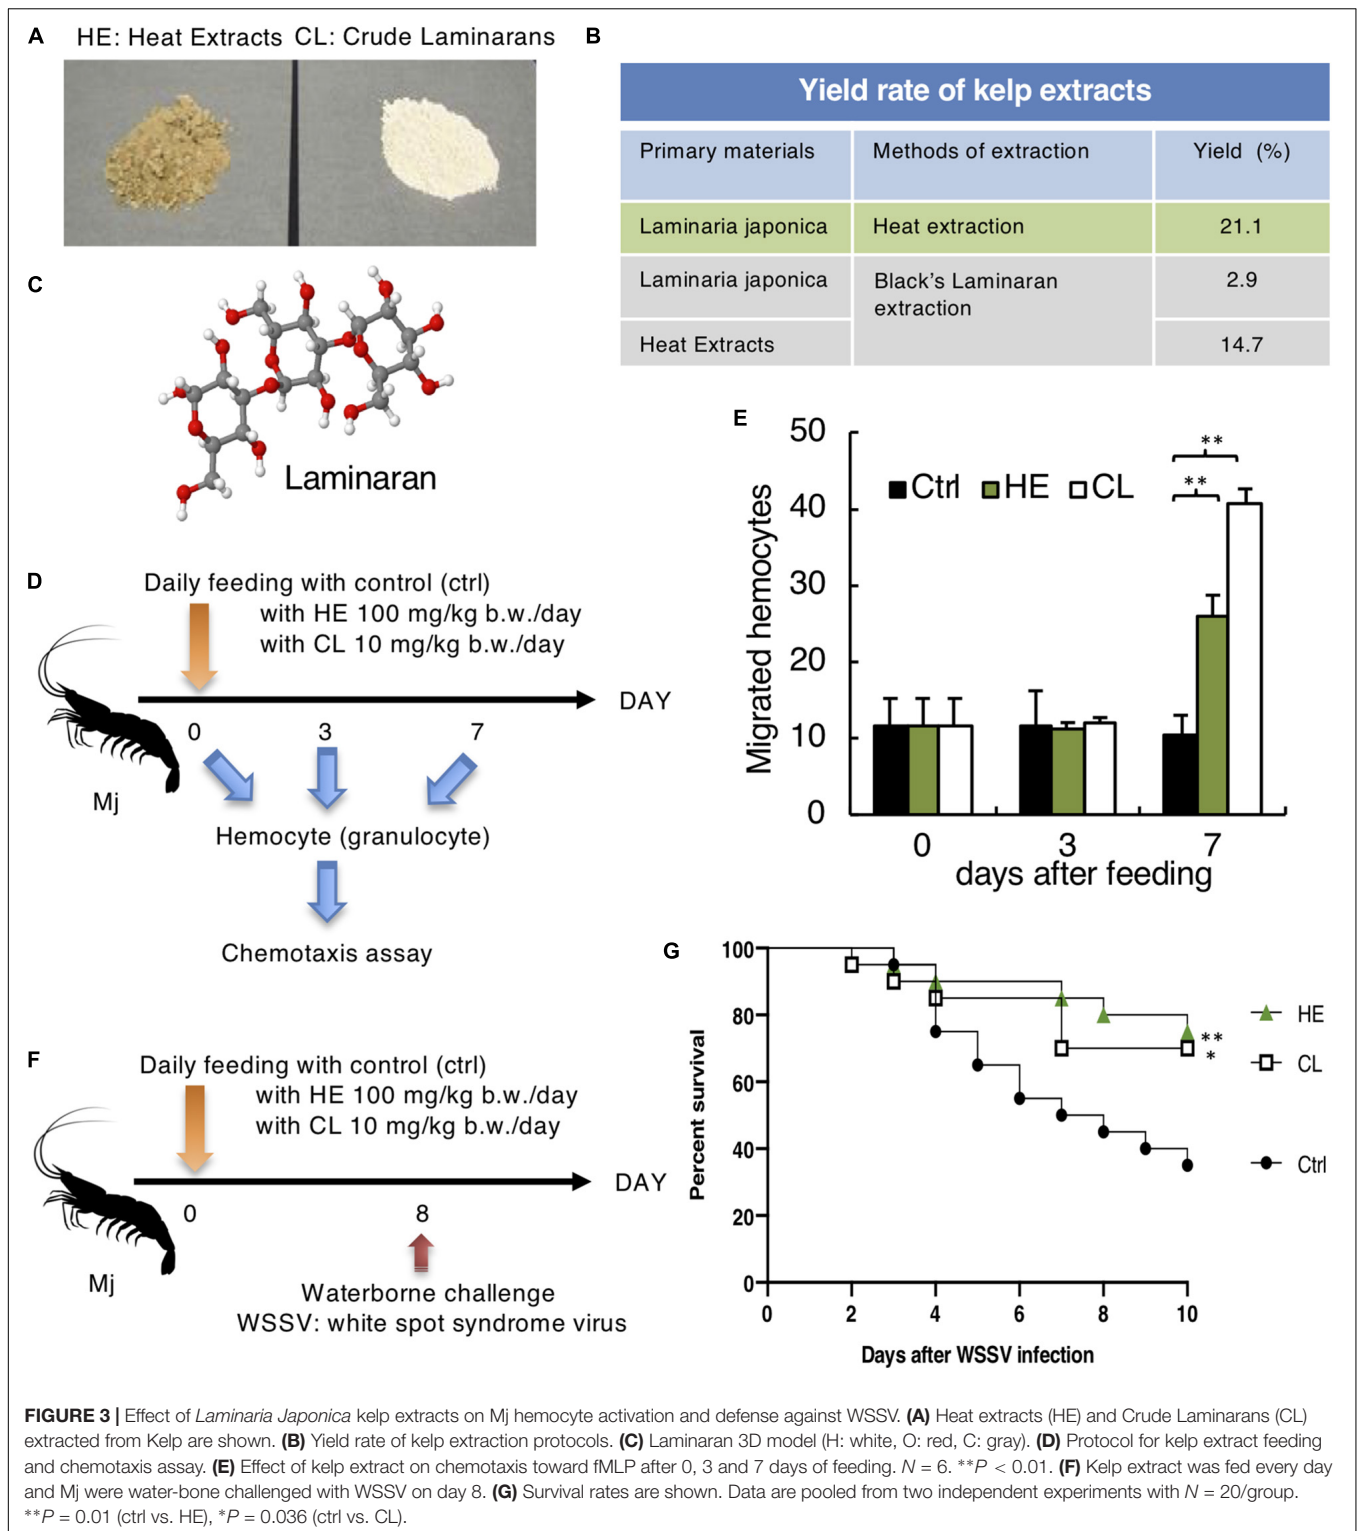 A
HE: Heat Extracts CL: Crude Laminarans
B
Yield rate of kelp extracts
Primary materials Methods of extraction Yield (%)
Laminaria japonica Heat extraction 21.1
Laminaria japonica Black's Laminaran extraction 2.9
Heat Extracts 14.7
C
Laminaran
D
Daily feeding with control (ctrl)
with HE 100 mg/kg b.w./day
with CL 10 mg/kg b.w./day
DAY
0 3 7
Mj
Hemocyte (granulocyte)
Chemotaxis assay
E
Migrated hemocytes
50
40
30
20
10
0
Ctrl HE CL
**
**
0 3 7
days after feeding
F
Daily feeding with control (ctrl)
with HE 100 mg/kg b.w./day
with CL 10 mg/kg b.w./day
DAY
0 8
Mj
Waterborne challenge
WSSV: white spot syndrome virus
G
Percent survival
100
80
60
40
20
0
0 2 4 6 8 10
Days after WSSV infection
**
*
HE
CL
Ctrl
FIGURE 3 | Effect of Laminaria Japonica kelp extracts on Mj hemocyte activation and defense against WSSV. (A) Heat extracts (HE) and Crude Laminarans (CL)
extracted from Kelp are shown. (B) Yield rate of kelp extraction protocols. (C) Laminaran 3D model (H: white, O: red, C: gray). (D) Protocol for kelp extract feeding
and chemotaxis assay. (E) Effect of kelp extract on chemotaxis toward fMLP after 0, 3 and 7 days of feeding. N = 6. **P < 0.01. (F) Kelp extract was fed every day
and Mj were water-bone challenged with WSSV on day 8. (G) Survival rates are shown. Data are pooled from two independent experiments with N = 20/group.
**P = 0.01 (ctrl vs. HE), *P = 0.036 (ctrl vs. CL).